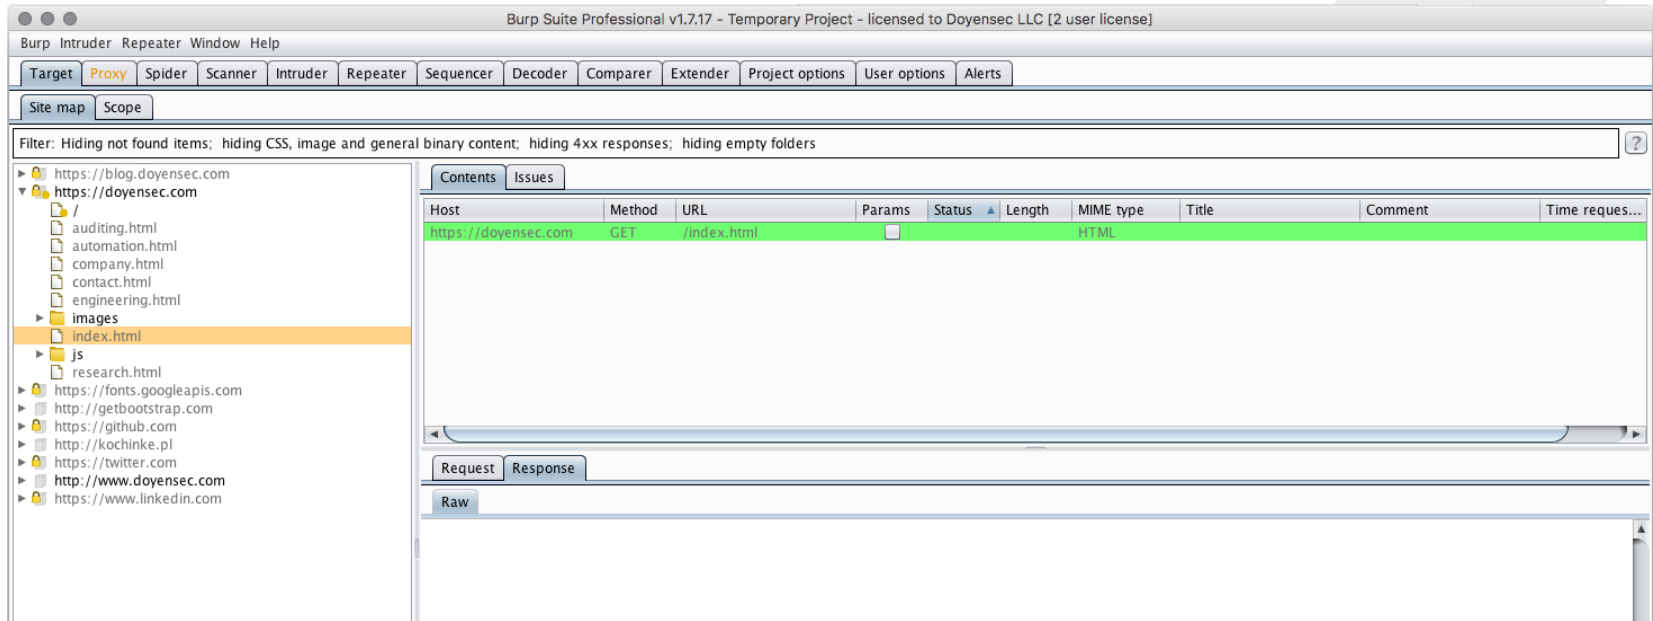 Burp Suite Professional v1.7.17 - Temporary Project - licensed to Doyensec LLC [2 user license]
Burp Intruder Repeater Window Help
Target Proxy Spider Scanner Intruder Repeater Sequencer Decoder Comparer Extender Project options User options Alerts
Site map Scope
Filter: Hiding not found items; hiding CSS, image and general binary content; hiding 4xx responses; hiding empty folders
?
https://blog.doyensec.com
https://doyensec.com
/
auditing.html
automation.html
company.html
contact.html
engineering.html
images
index.html
js
research.html
https://fonts.googleapis.com
http://getbootstrap.com
https://github.com
http://kochinke.pl
https://twitter.com
http://www.doyensec.com
https://www.linkedin.com
Contents Issues
Host Method URL Params Status Length MIME type Title Comment Time reques...
https://doyensec.com GET /index.html HTML
Request Response
Raw